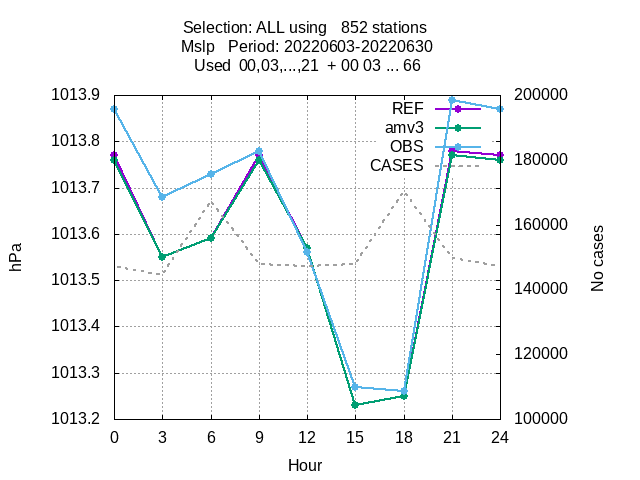 Selection: ALL using   852 stations
Mslp   Period: 20220603-20220630
Used  00,03,...,21  + 00 03 ... 66
1013.9
1013.8
1013.7
1013.6
1013.5
1013.4
1013.3
1013.2
hPa
REF
amv3
OBS
CASES
200000
180000
160000
140000
120000
100000
No cases
0 3 6 9 12 15 18 21 24
Hour